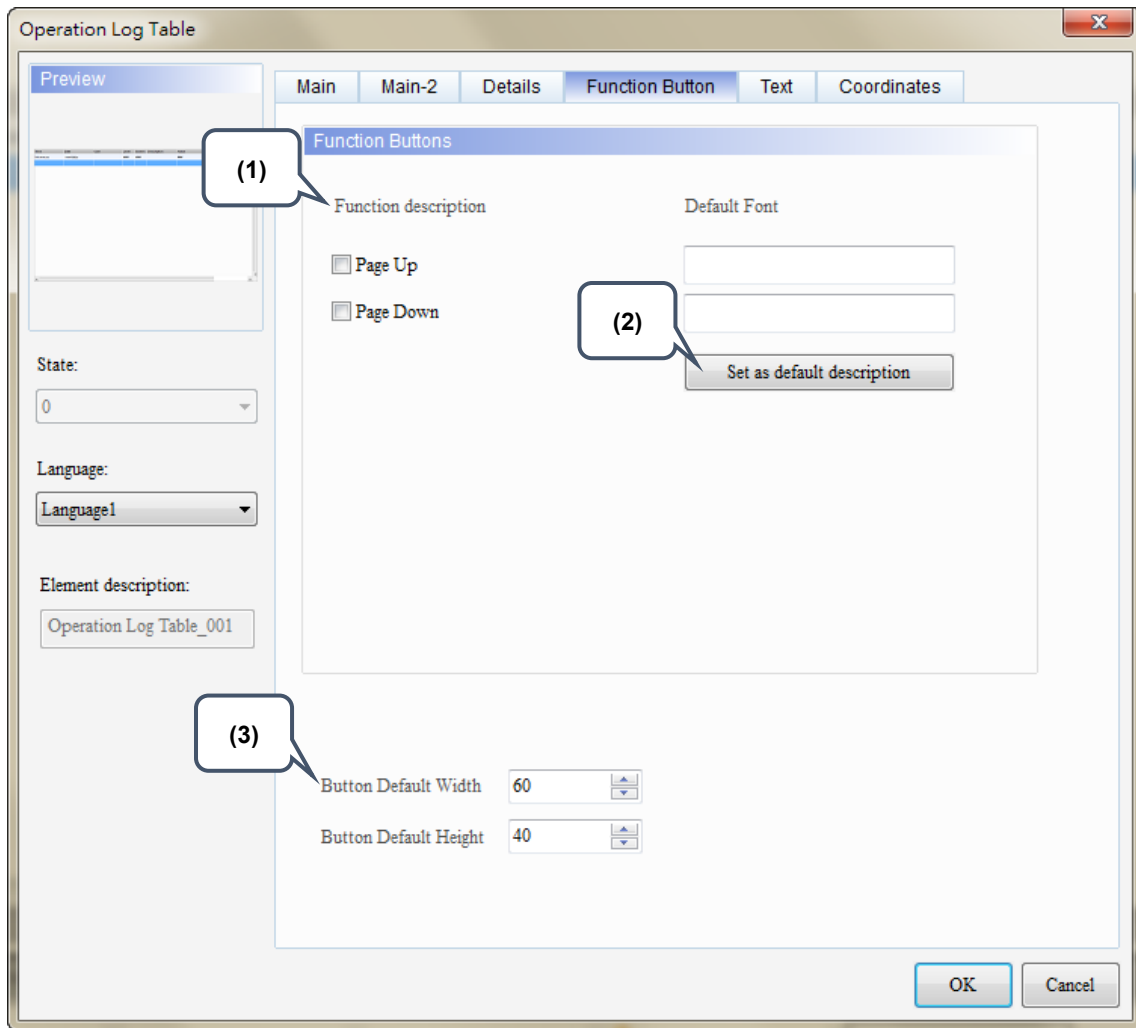 Operation Log Table
Preview
Main Main-2 Details Function Button Text Coordinates
Function Buttons
(1)
Function description Default Font
Page Up
Page Down
(2)
Set as default description
State:
0
Language:
Language1
Element description:
Operation Log Table_001
(3)
Button Default Width 60
Button Default Height 40
OK Cancel